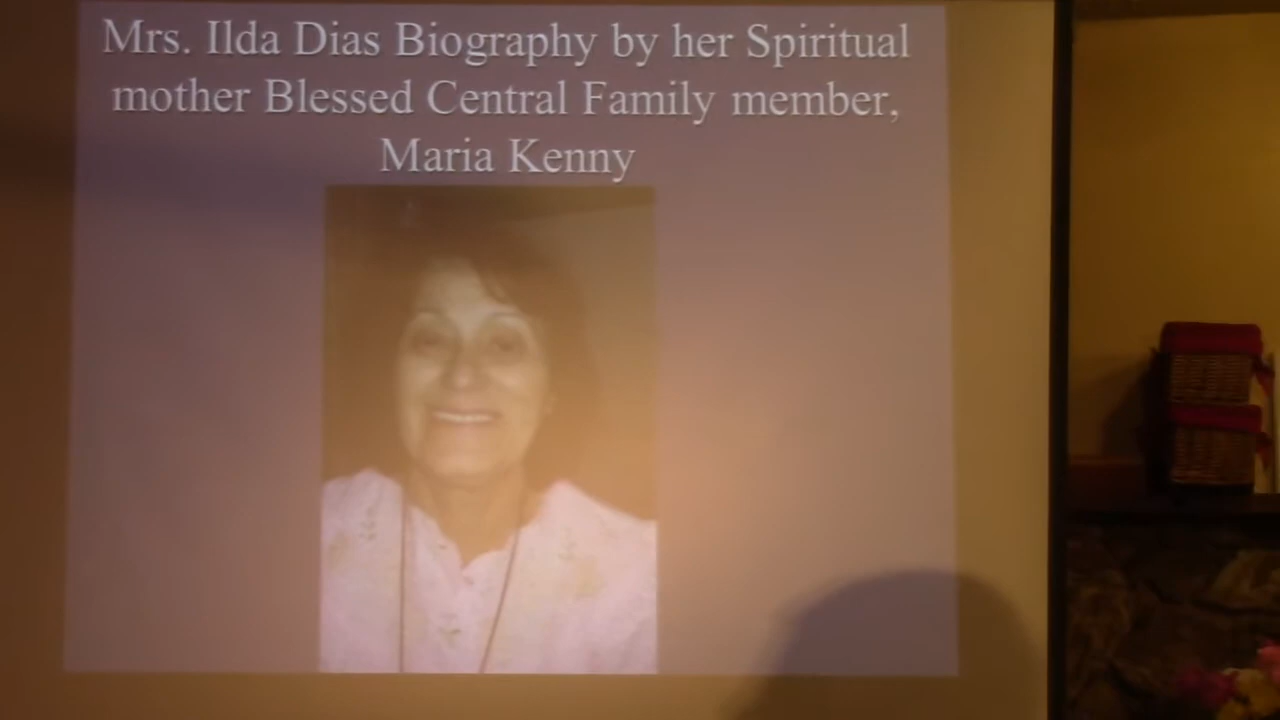 Mrs. Ilda Dias Biography by her Spiritual
mother Blessed Central Family member,
Maria Kenny